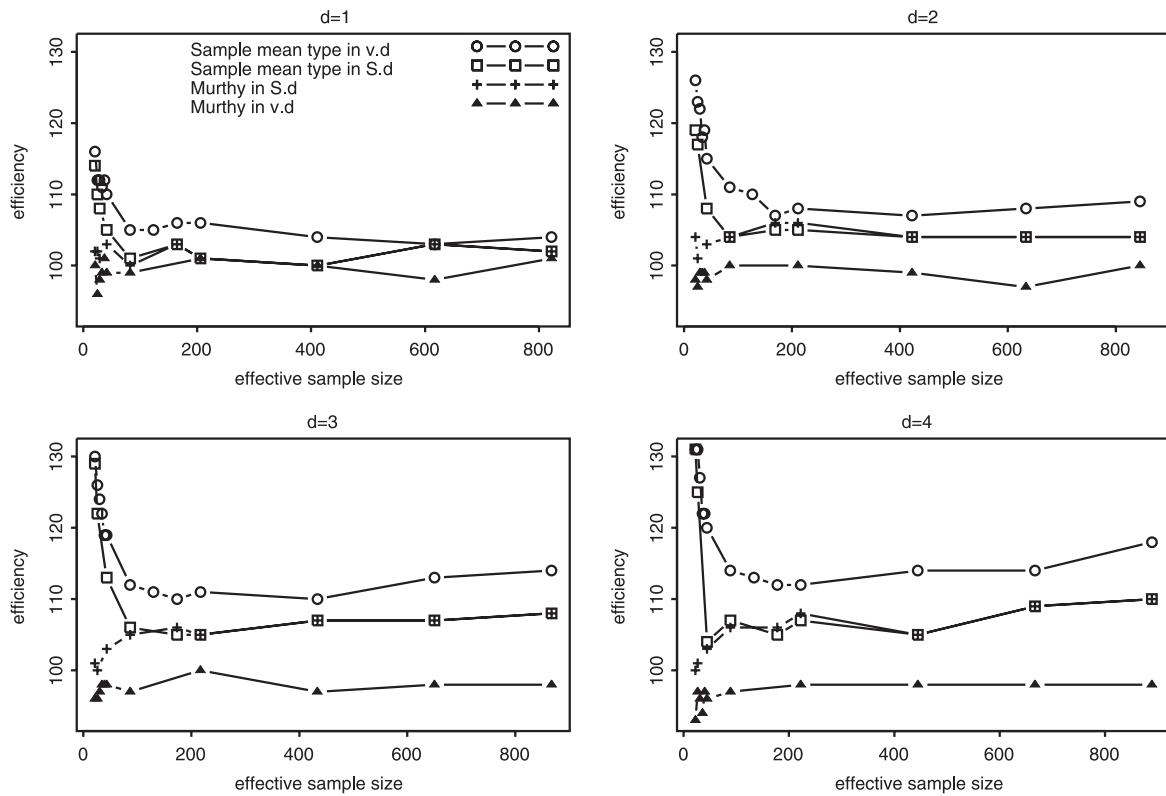 d=1
Sample mean type in v.d
Sample mean type in S.d
Murthy in S.d
Murthy in v.d
efficiency
130
120
110
100
0 200 400 600 800
effective sample size
d=2
efficiency
130
120
110
100
0 200 400 600 800
effective sample size
d=3
efficiency
130
120
110
100
0 200 400 600 800
effective sample size
d=4
efficiency
130
120
110
100
0 200 400 600 800
effective sample size